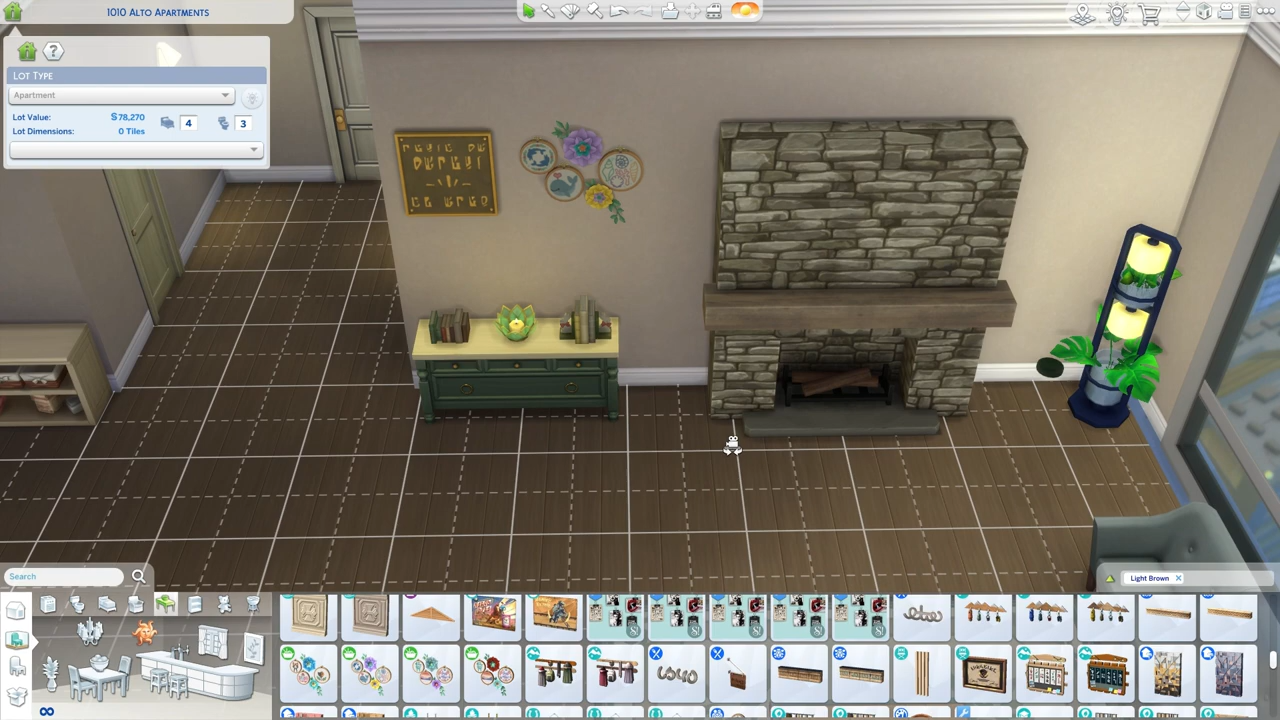 1010 Alto Apartments
?
Lot Type
Apartment
Lot Value: §78,270
4
3
Lot Dimensions: 0 Tiles
Search
Light Brown